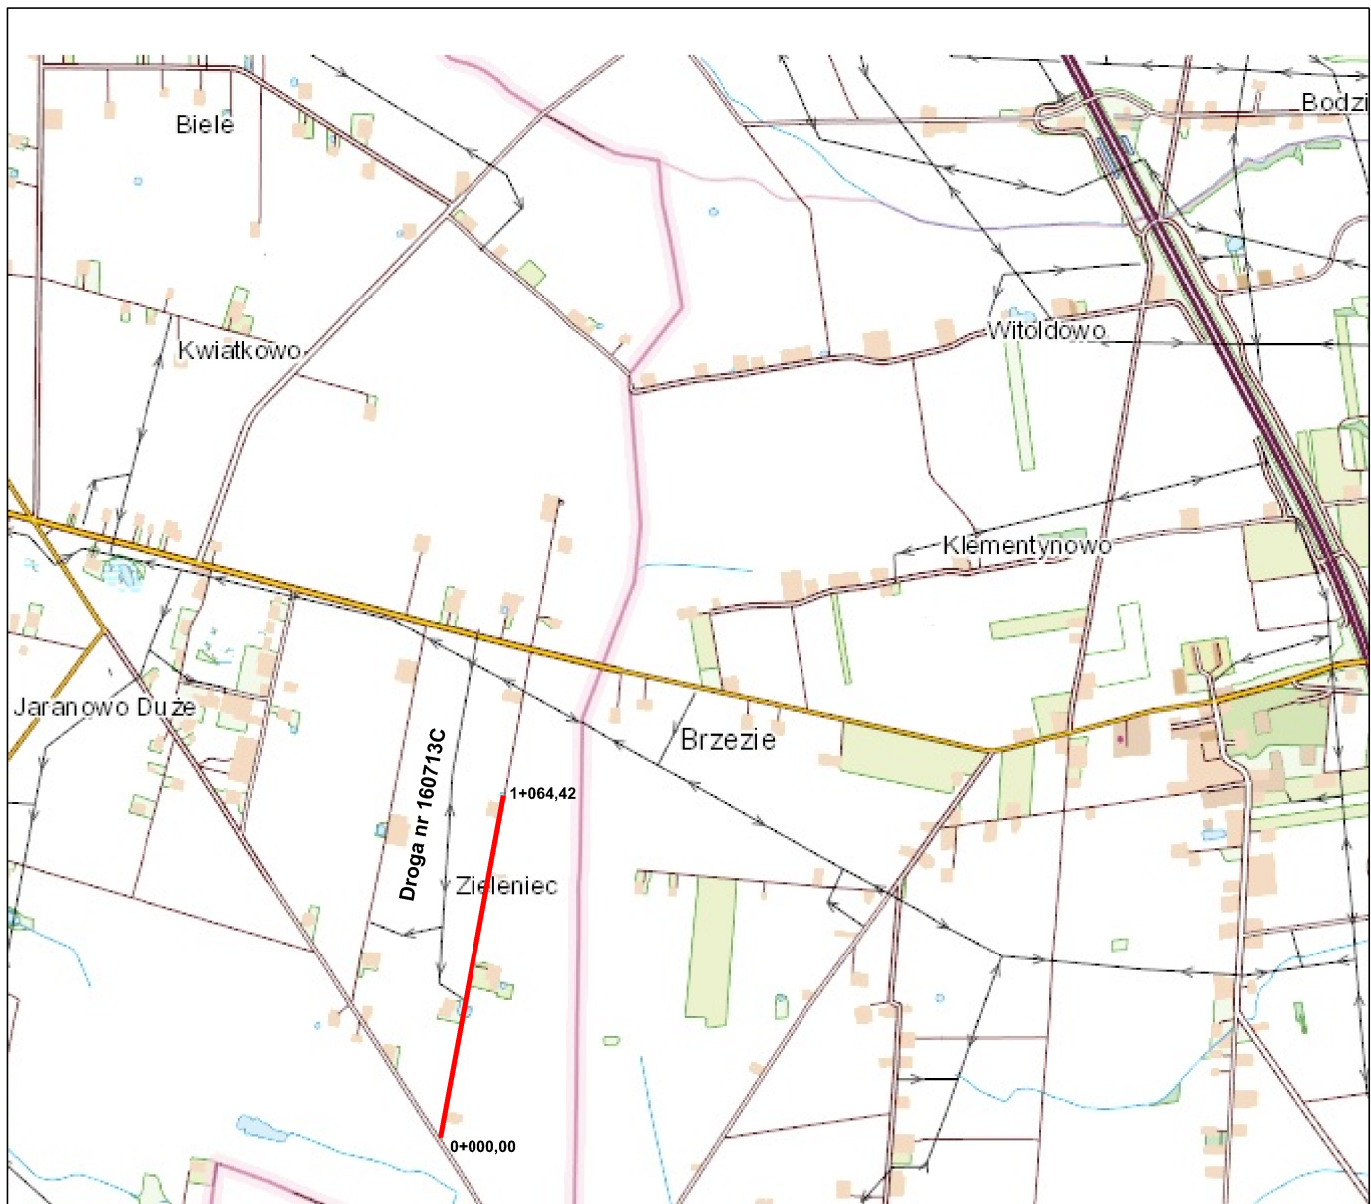 Bodzi
Biele
Witoldowo
Kwiatkowo
Klementynowo
Jaranowo Duże
Brzezie
Droga nr 160713C
1+064,42
Zieleniec
0+000,00